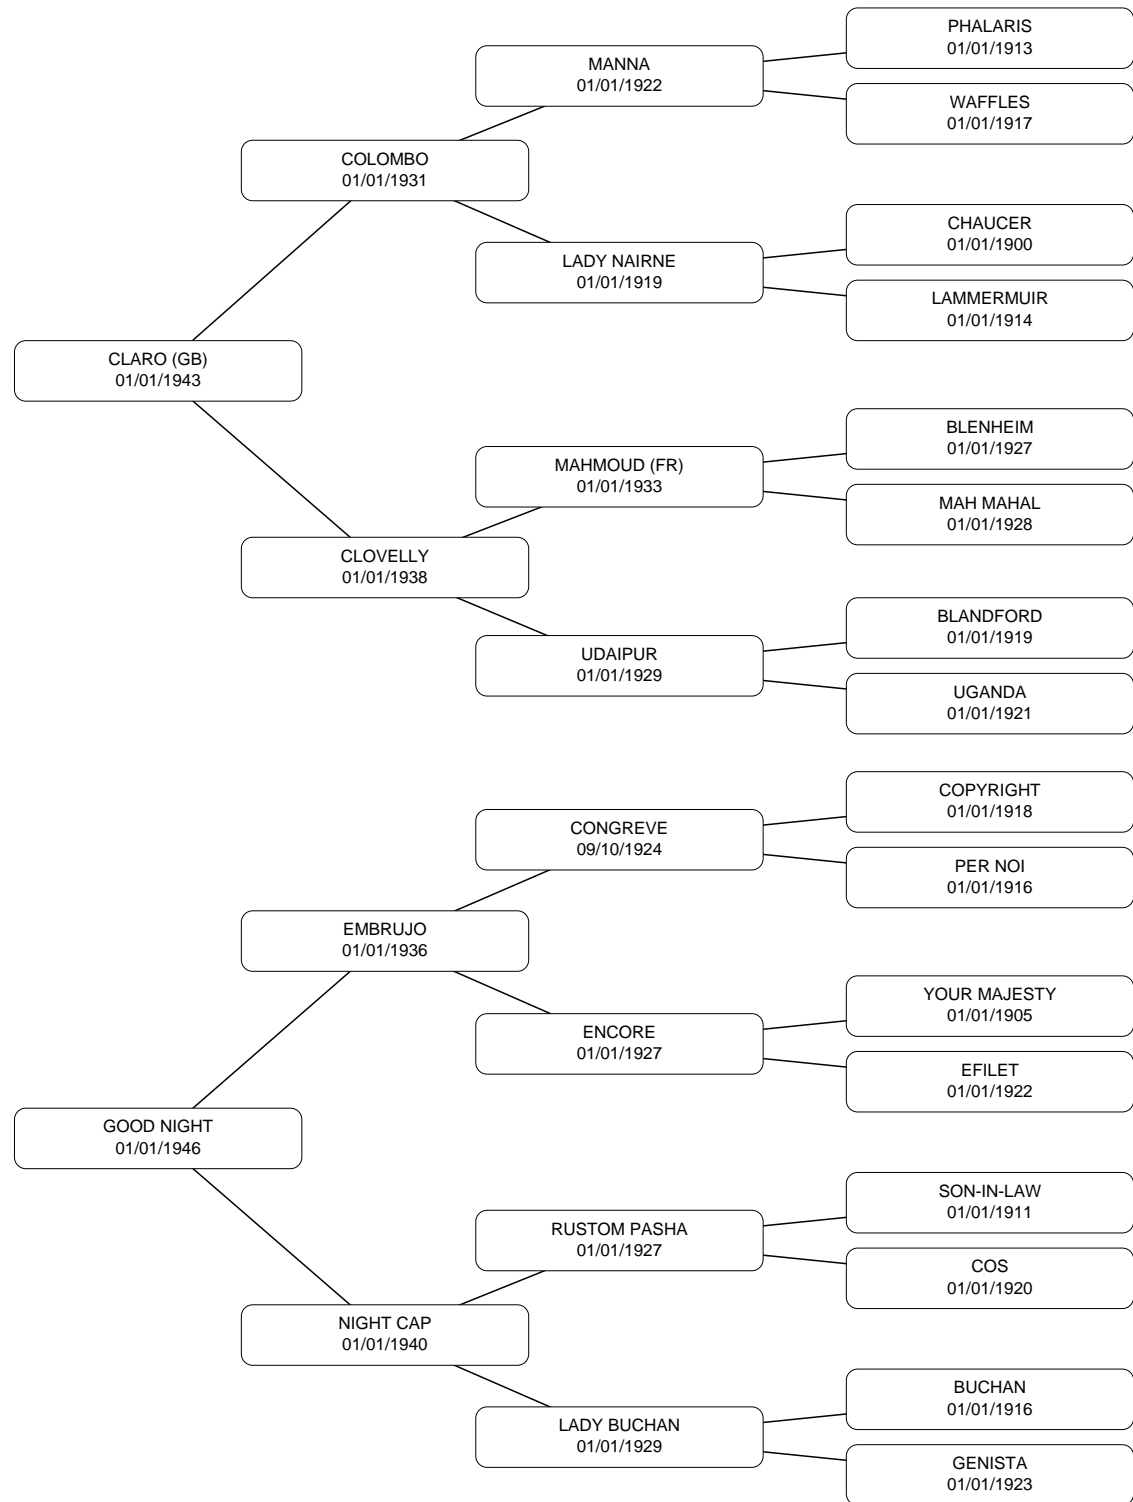 PHALARIS
01/01/1913
MANNA
01/01/1922
WAFFLES
01/01/1917
COLOMBO
01/01/1931
CHAUCER
01/01/1900
LADY NAIRNE
01/01/1919
LAMMERMUIR
01/01/1914
CLARO (GB)
01/01/1943
BLENHEIM
01/01/1927
MAHMOUD (FR)
01/01/1933
MAH MAHAL
01/01/1928
CLOVELLY
01/01/1938
BLANDFORD
01/01/1919
UDAIPUR
01/01/1929
UGANDA
01/01/1921
COPYRIGHT
01/01/1918
CONGREVE
09/10/1924
PER NOI
01/01/1916
EMBRUJO
01/01/1936
YOUR MAJESTY
01/01/1905
ENCORE
01/01/1927
EFILET
01/01/1922
GOOD NIGHT
01/01/1946
SON-IN-LAW
01/01/1911
RUSTOM PASHA
01/01/1927
COS
01/01/1920
NIGHT CAP
01/01/1940
BUCHAN
01/01/1916
LADY BUCHAN
01/01/1929
GENISTA
01/01/1923